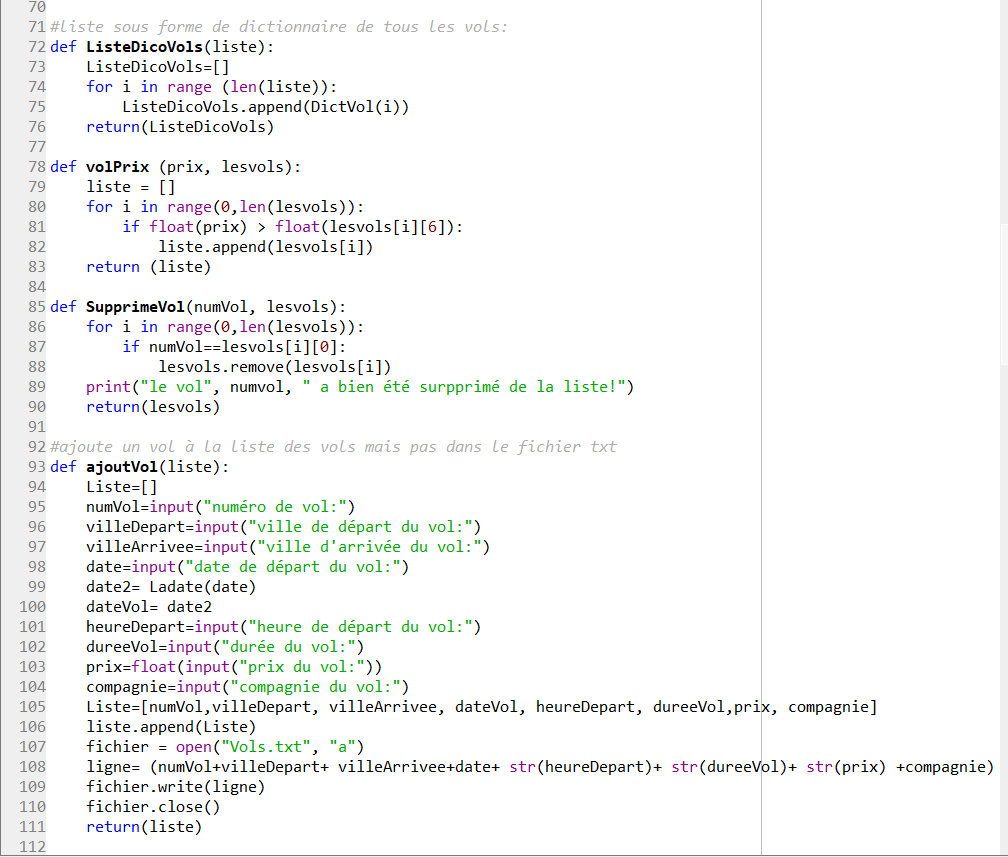 70
71 #liste sous forme de dictionnaire de tous les vols:
72 def ListeDicoVols(liste):
73     ListeDicoVols=[]
74     for i in range (len(liste)):
75         ListeDicoVols.append(DictVol(i))
76     return(ListeDicoVols)
77
78 def volPrix (prix, lesvols):
79     liste = []
80     for i in range(0,len(lesvols)):
81         if float(prix) > float(lesvols[i][6]):
82             liste.append(lesvols[i])
83     return (liste)
84
85 def SupprimeVol(numVol, lesvols):
86     for i in range(0,len(lesvols)):
87         if numVol==lesvols[i][0]:
88             lesvols.remove(lesvols[i])
89     print("le vol", numvol, " a bien été surpprimé de la liste!")
90     return(lesvols)
91
92 #ajoute un vol à la liste des vols mais pas dans le fichier txt
93 def ajoutVol(liste):
94     Liste=[]
95     numVol=input("numéro de vol:")
96     villeDepart=input("ville de départ du vol:")
97     villeArrivee=input("ville d'arrivée du vol:")
98     date=input("date de départ du vol:")
99     date2= Ladate(date)
100     dateVol= date2
101     heureDepart=input("heure de départ du vol:")
102     dureeVol=input("durée du vol:")
103     prix=float(input("prix du vol:"))
104     compagnie=input("compagnie du vol:")
105     Liste=[numVol,villeDepart, villeArrivee, dateVol, heureDepart, dureeVol,prix, compagnie]
106     liste.append(Liste)
107     fichier = open("Vols.txt", "a")
108     ligne= (numVol+villeDepart+ villeArrivee+date+ str(heureDepart)+ str(dureeVol)+ str(prix) +compagnie)
109     fichier.write(ligne)
110     fichier.close()
111     return(liste)
112